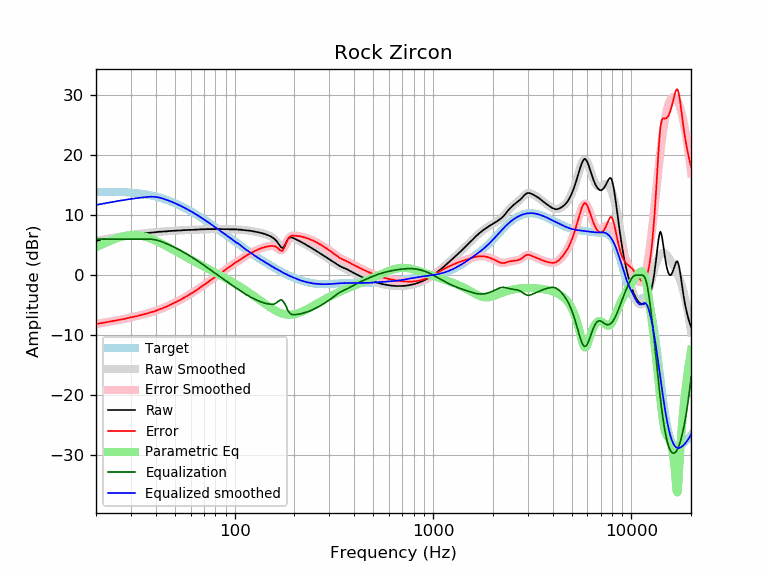 Rock Zircon
30
20
10
0
−10
−20
−30
Amplitude (dBr)
Target
Raw Smoothed
Error Smoothed
Raw
Error
Parametric Eq
Equalization
Equalized smoothed
100 1000 10000
Frequency (Hz)